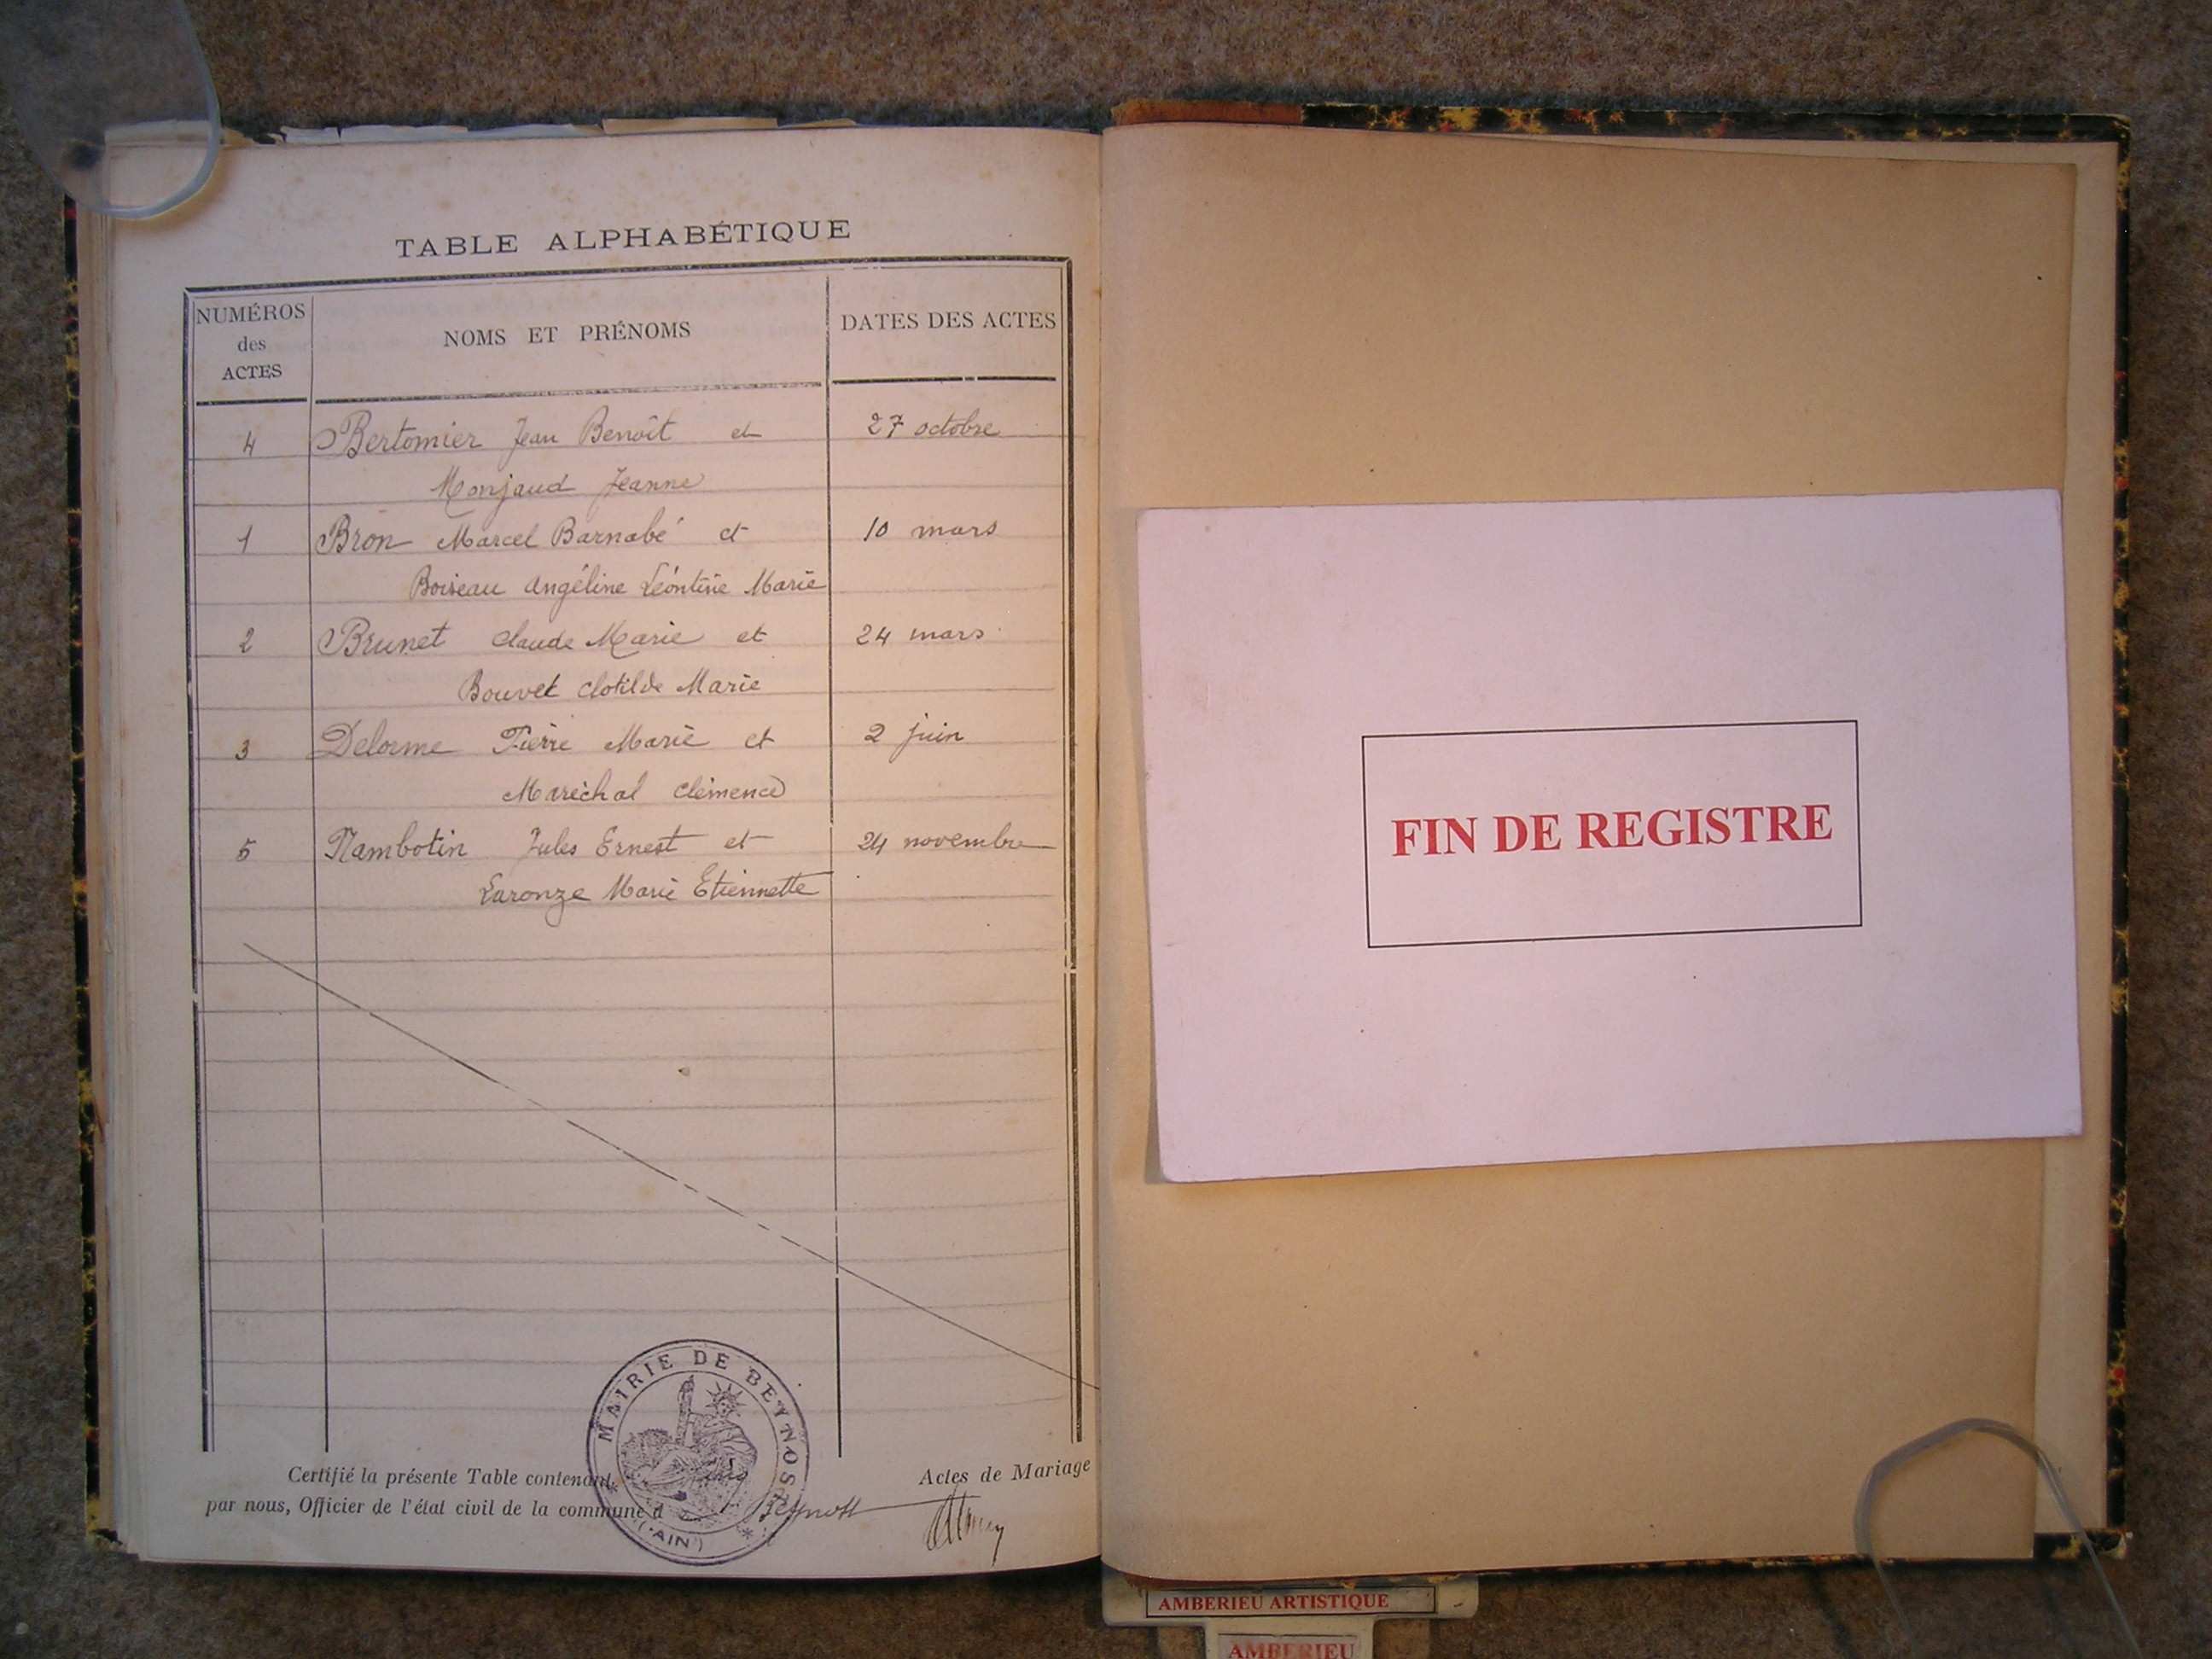 TABLE ALPHABÉTIQUE
NUMÉROS
des
ACTES
NOMS ET PRÉNOMS
DATES DES ACTES
4 Bertomier Jean Benoît et 27 octobre
Monjaud Jeanne
1 Bron Marcel Barnabé et 10 mars
Boiseau Angéline Léontine Marie
2 Brunet Claude Marie et 24 mars
Bouvet Clotilde Marie
3 Delorme Pierre Marie et 2 juin
Maréchal Clémence
5 Nambotin Jules Ernest et 24 novembre
Laronze Marie Etiennette
Certifié la présente Table contenant Actes de Mariage
par nous, Officier de l'état civil de la commune d Beynost
MAIRIE DE BEYNOST
(AIN)
FIN DE REGISTRE
AMBERIEU ARTISTIQUE
AMBERIEU